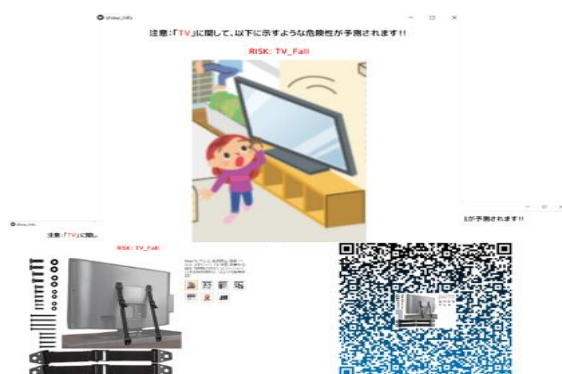 show_info
注意:「TV」に関して、以下に示すような危険性が予測されます!!
RISK: TV_Fall
show_info
注意:「TV」に関し
RISK: TV_Fall
が予測されます!!